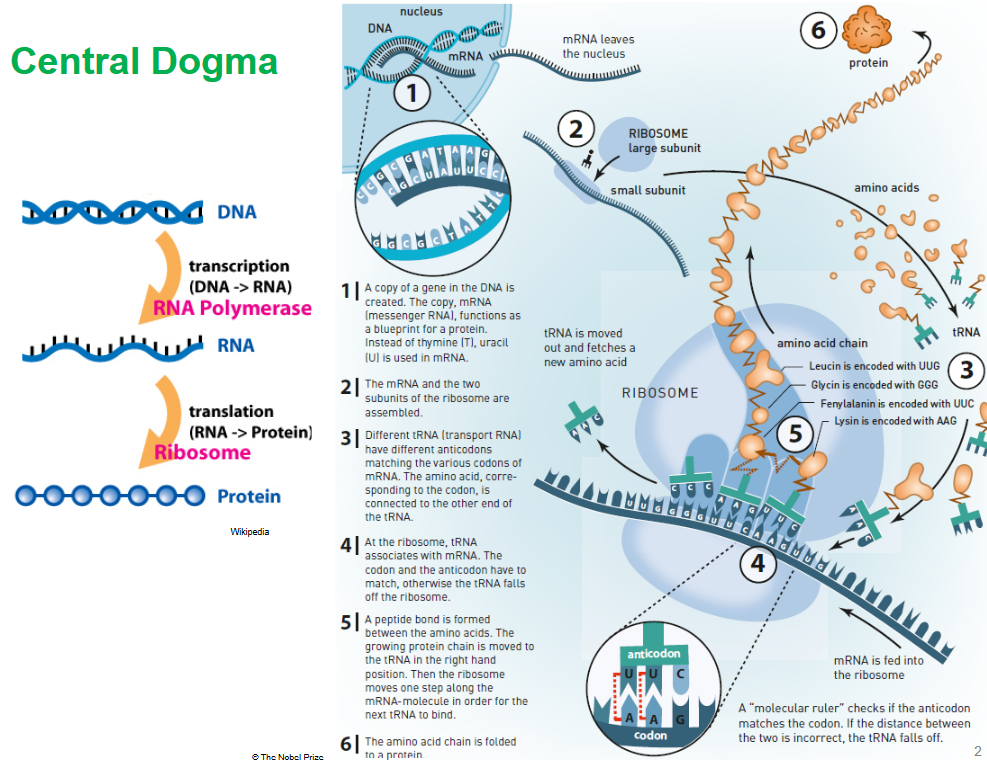 Central Dogma
DNA
transcription
(DNA -> RNA)
RNA Polymerase
RNA
translation
(RNA -> Protein)
Ribosome
Protein
Wikipedia
nucleus
DNA
mRNA
1
mRNA leaves
the nucleus
G G C G C T A T T
2
RIBOSOME
large subunit
small subunit
6
protein
amino acids
tRNA
3
1 A copy of a gene in the DNA is
created. The copy, mRNA
(messenger RNA), functions as
a blueprint for a protein.
Instead of thymine (T), uracil
(U) is used in mRNA.
2 The mRNA and the two
subunits of the ribosome are
assembled.
3 Different tRNA (transport RNA)
have different anticodons
matching the various codons of
mRNA. The amino acid, corre-
sponding to the codon, is
connected to the other end of
the tRNA.
4 At the ribosome, tRNA
associates with mRNA. The
codon and the anticodon have to
match, otherwise the tRNA falls
off the ribosome.
5 A peptide bond is formed
between the amino acids. The
growing protein chain is moved to
the tRNA in the right hand
position. Then the ribosome
moves one step along the
mRNA-molecule in order for the
next tRNA to bind.
6 The amino acid chain is folded
to a protein.
© The Nobel Prize
tRNA is moved
out and fetches a
new amino acid
RIBOSOME
amino acid chain
Leucin is encoded with UUG
Glycin is encoded with GGG
Fenylalanin is encoded with UUC
Lysin is encoded with AAG
5
C C C
C C C
A A G U U C
A A C
U U G G G G U U C A A G U U G
4
anticodon
U U C
A A G
codon
mRNA is fed into
the ribosome
A "molecular ruler" checks if the anticodon
matches the codon. If the distance between
the two is incorrect, the tRNA falls off.
2